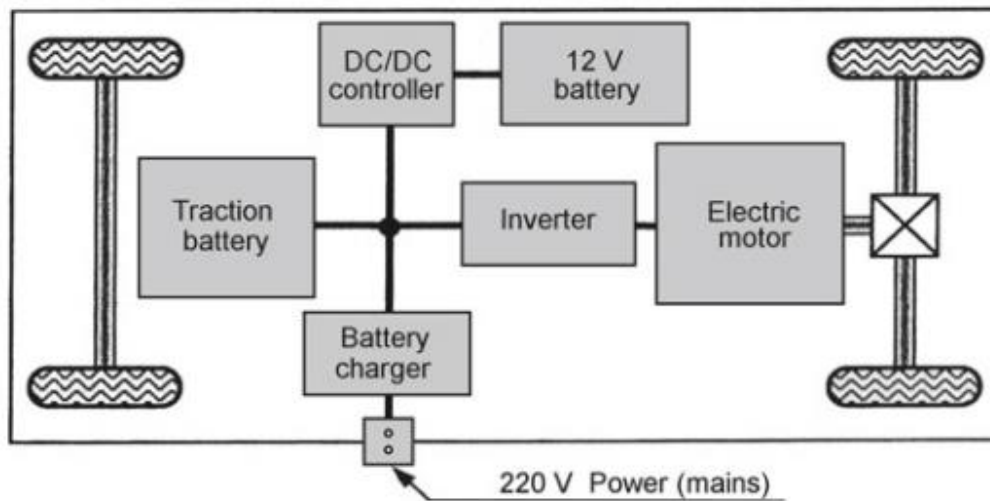 DC/DC
controller
12 V
battery
Traction
battery
Inverter
Electric
motor
Battery
charger
220 V Power (mains)